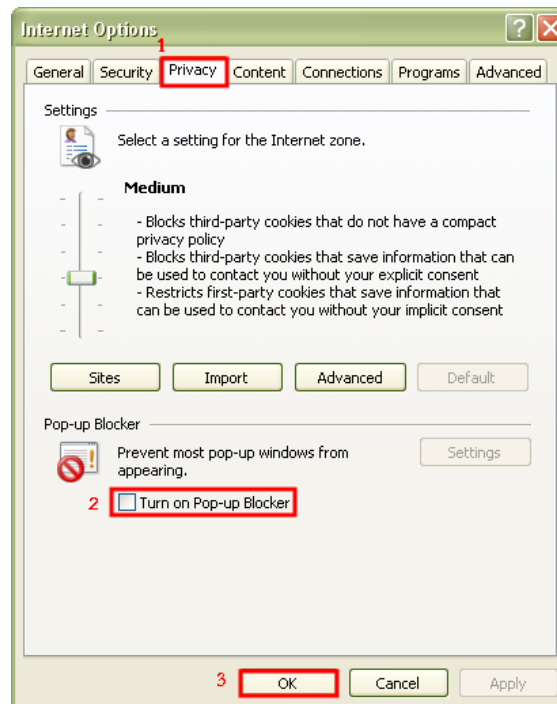 Internet Options
1
General Security Privacy Content Connections Programs Advanced
Settings
Select a setting for the Internet zone.
Medium
- Blocks third-party cookies that do not have a compact
privacy policy
- Blocks third-party cookies that save information that can
be used to contact you without your explicit consent
- Restricts first-party cookies that save information that
can be used to contact you without your implicit consent
Sites Import Advanced Default
Pop-up Blocker
Prevent most pop-up windows from
appearing.
Settings
2 Turn on Pop-up Blocker
3 OK Cancel Apply